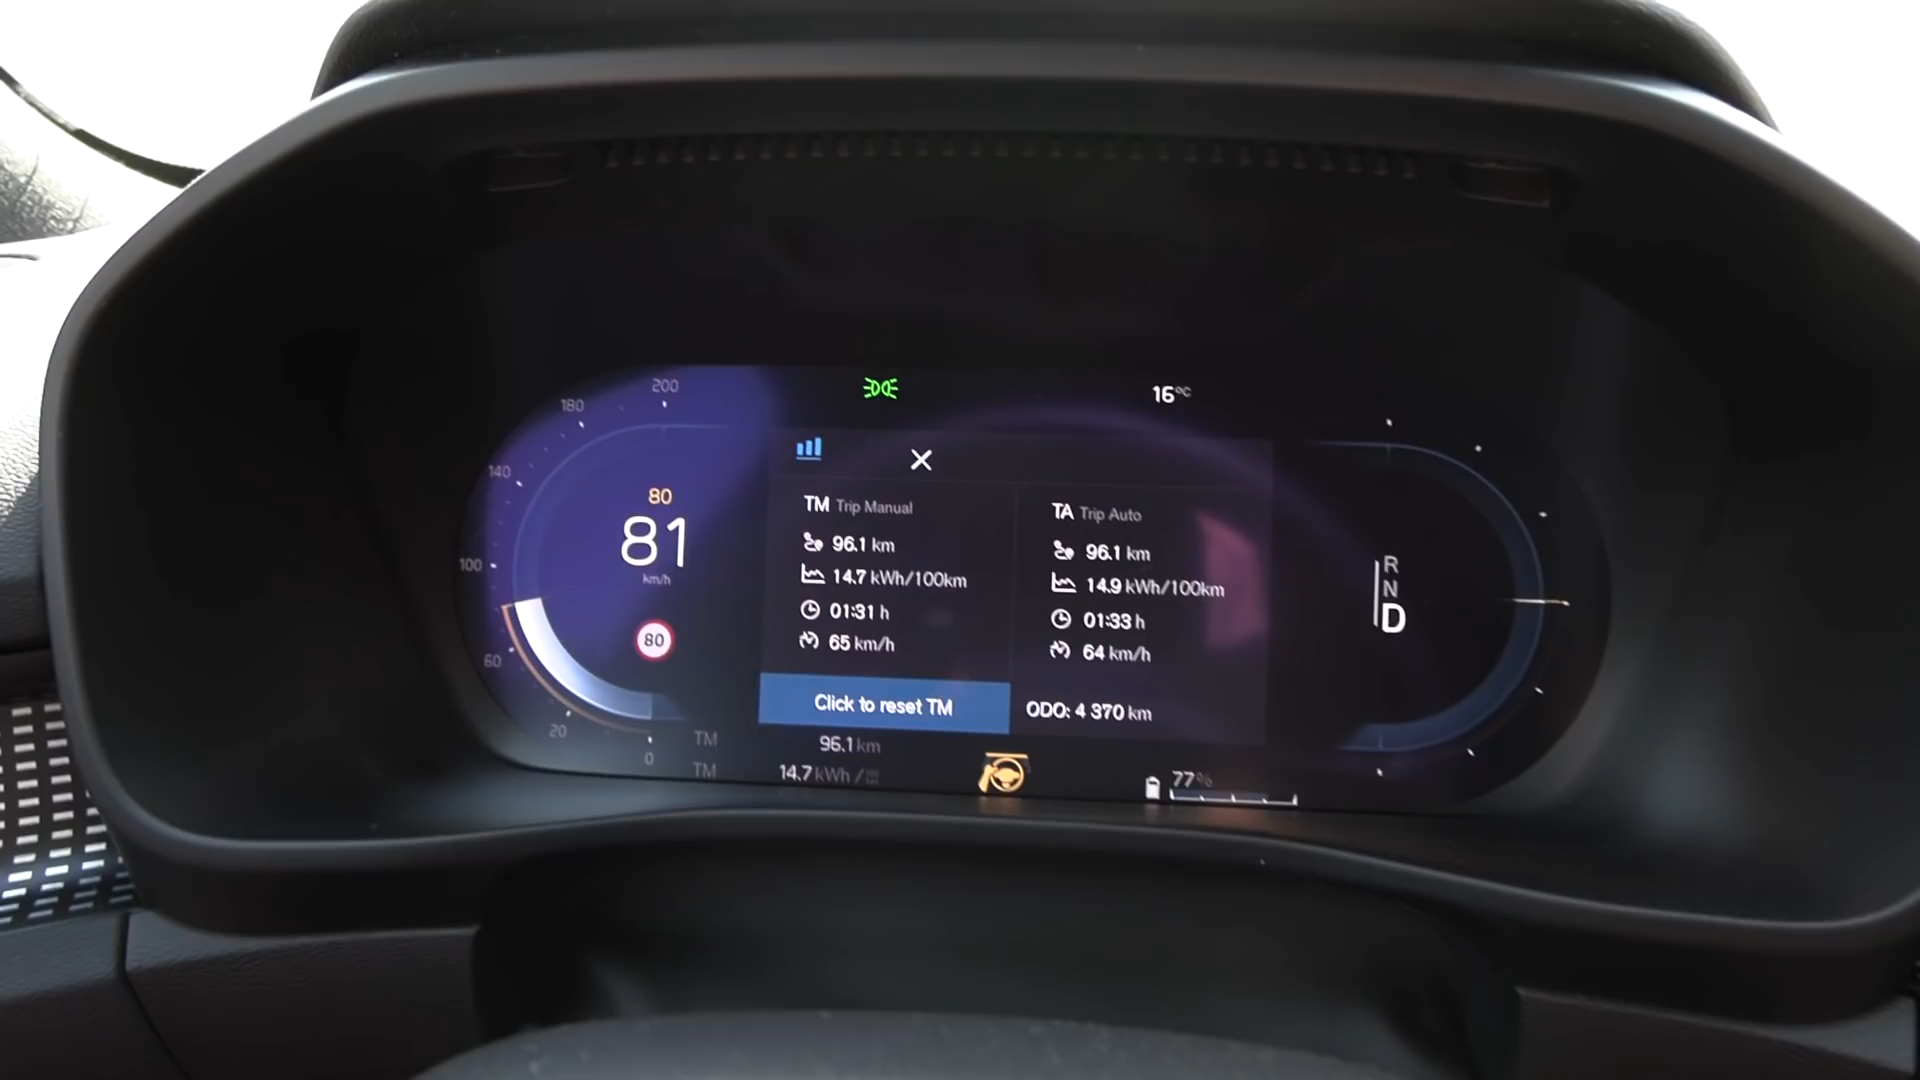 200
180
140
100
60
20
0
80
81
km/h
80
16°C
TM Trip Manual
96.1 km
14.7 kWh/100km
01:31 h
65 km/h
Click to reset TM
TA Trip Auto
96.1 km
14.9 kWh/100km
01:33 h
64 km/h
ODO: 4 370 km
TM 96.1 km
TM 14.7 kWh /
77%
R
N
D